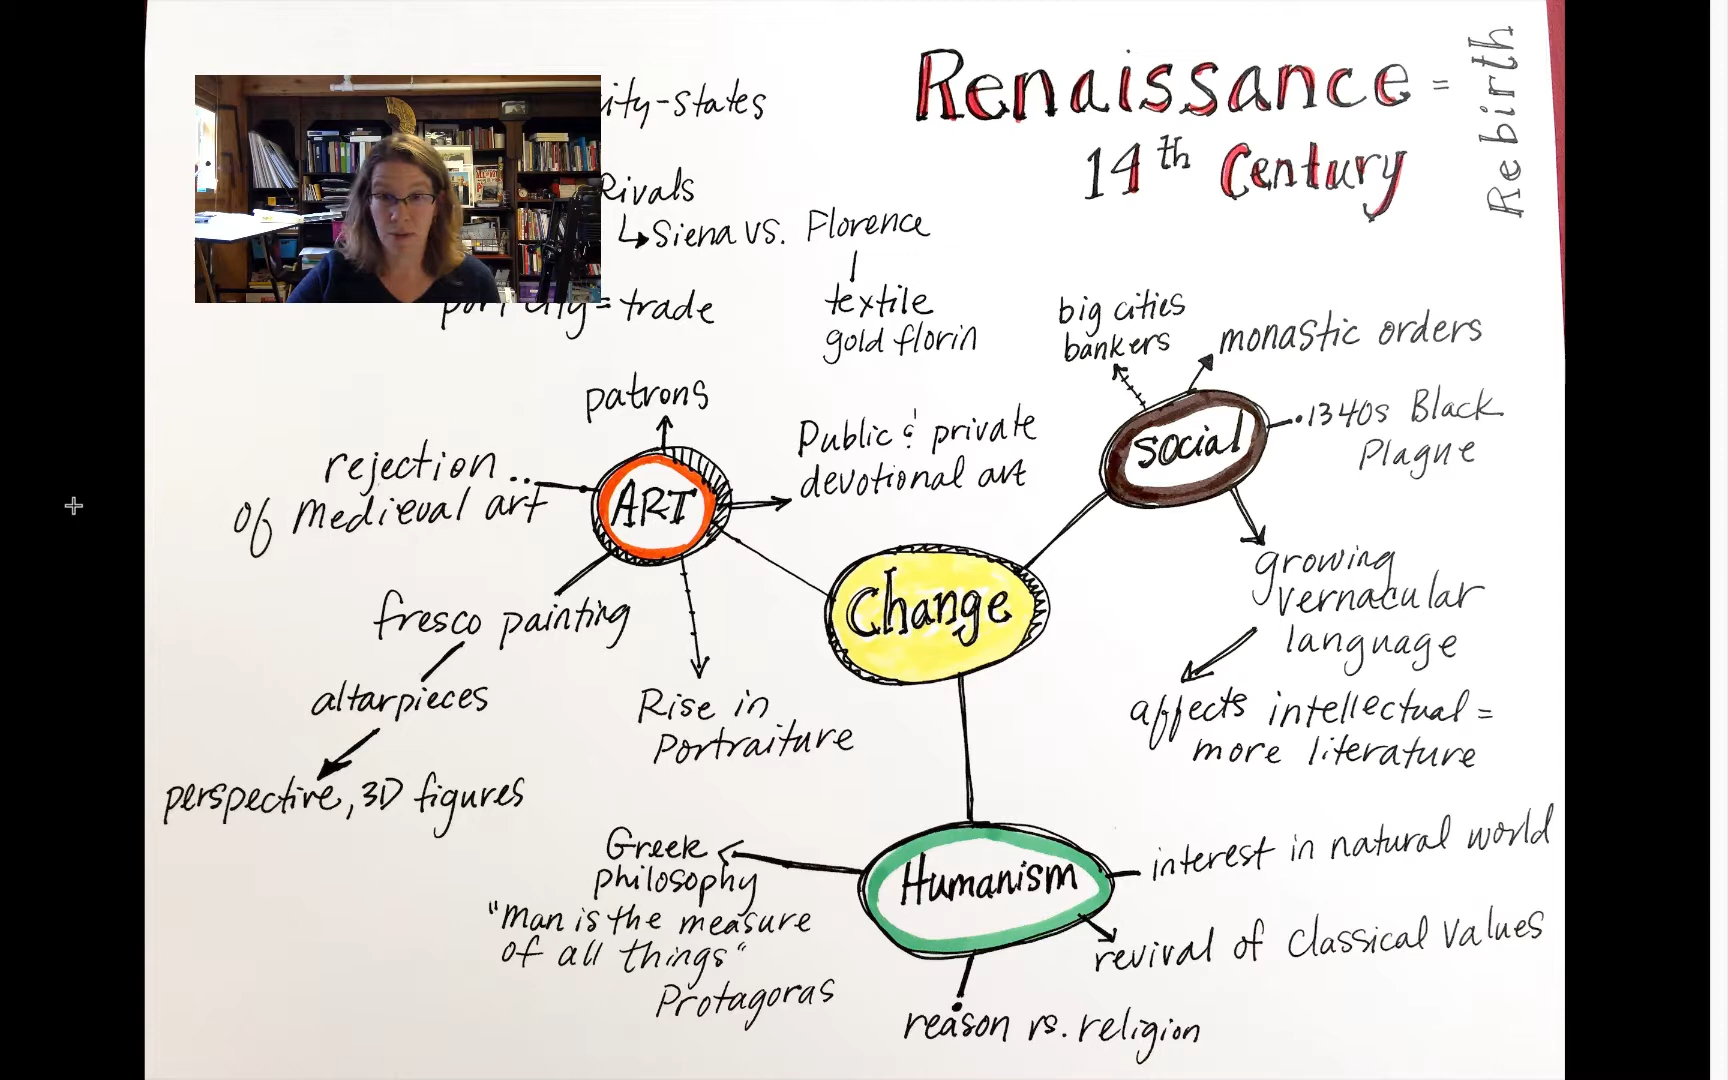 Renaissance = Rebirth
14th Century
ity-states
Rivals
Siena vs. Florence
textile
gold florin
port city = trade
Change
ART
patrons
Public & private
devotional art
rejection ..
of medieval art
fresco painting
altarpieces
perspective, 3D figures
Rise in
Portraiture
social
big cities
bankers
monastic orders
.1340s Black
Plague
growing
vernacular
language
affects intellectual =
more literature
Humanism
Greek
Philosophy
"Man is the measure
of all things"
Protagoras
interest in natural world
revival of Classical Values
reason vs. religion